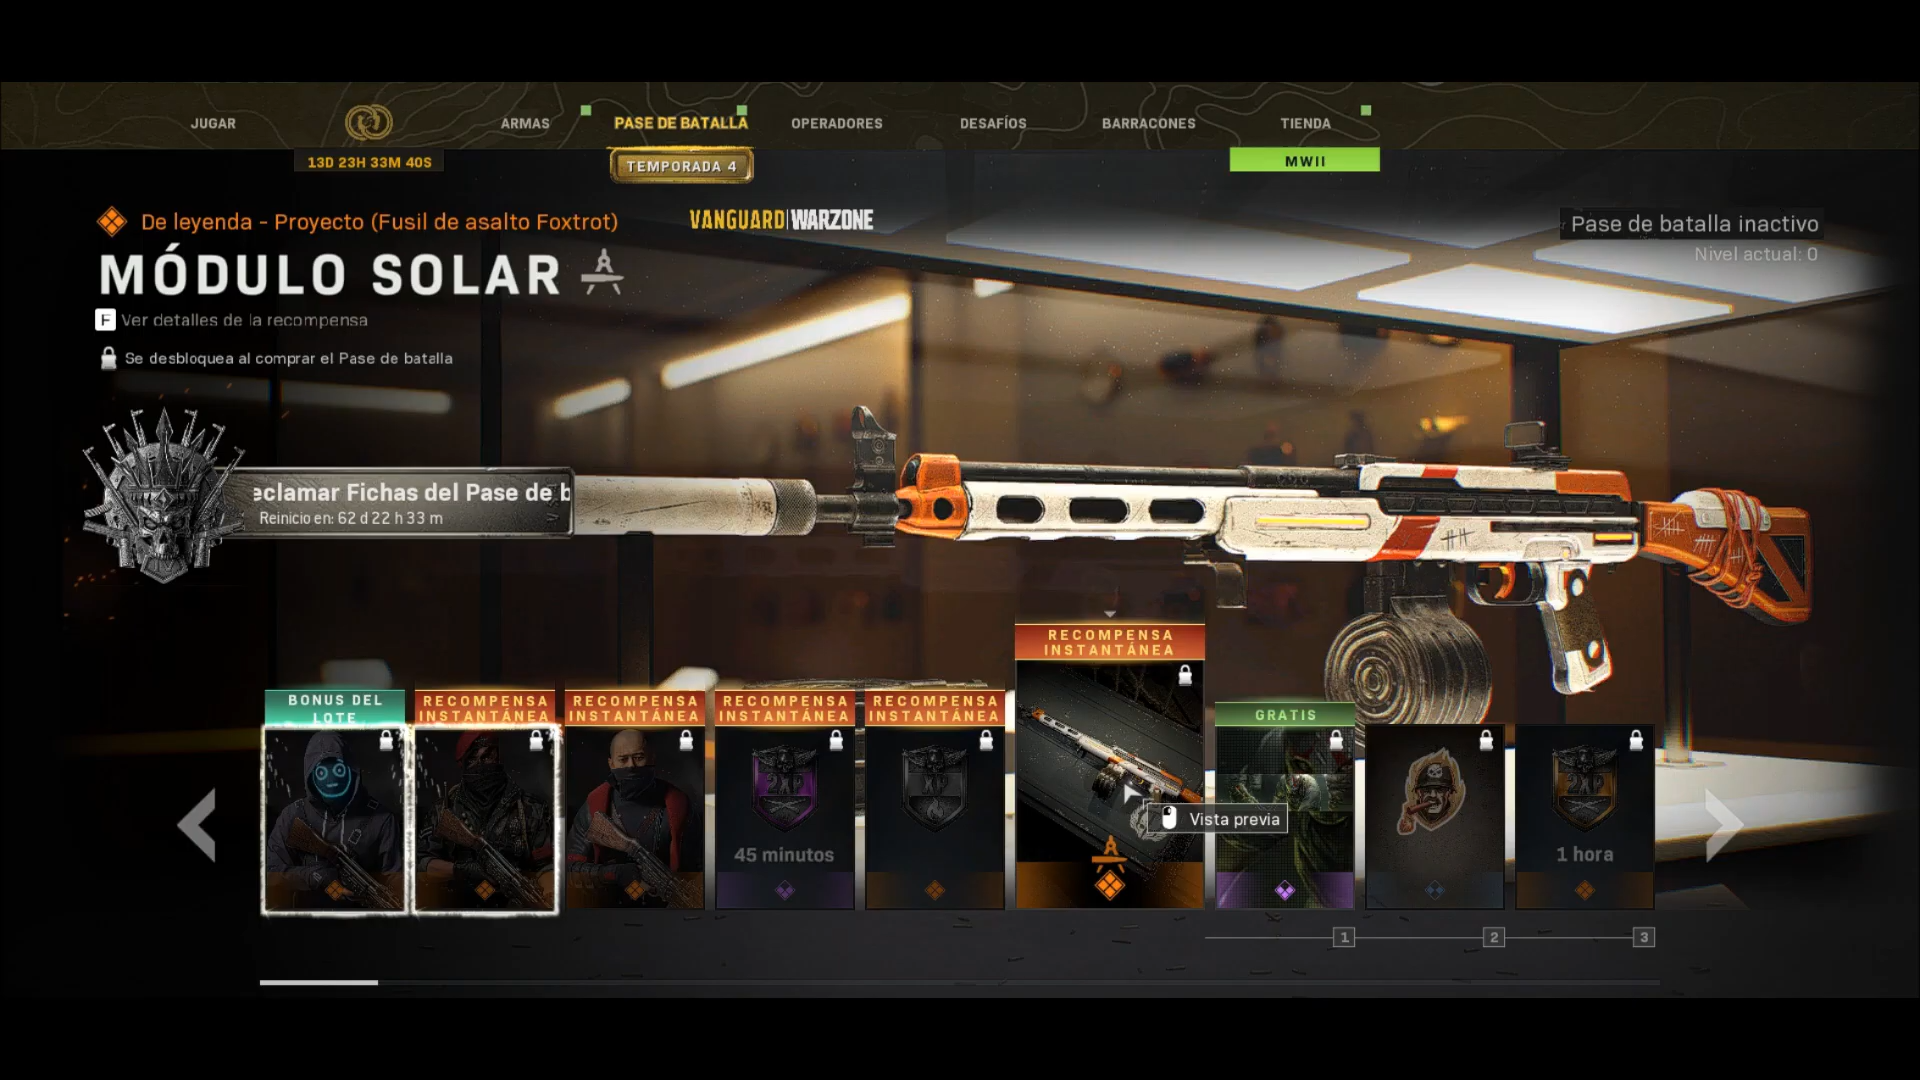 JUGAR
ARMAS
PASE DE BATALLA
OPERADORES
DESAFÍOS
BARRACONES
TIENDA
13D 23H 33M 40S
TEMPORADA 4
MWII
De leyenda - Proyecto (Fusil de asalto Foxtrot)
VANGUARD|WARZONE
Pase de batalla inactivo
Nivel actual: 0
MÓDULO SOLAR
F Ver detalles de la recompensa
Se desbloquea al comprar el Pase de batalla
eclamar Fichas del Pase de b
Reinicio en: 62 d 22 h 33 m
BONUS DEL
LOTE
RECOMPENSA
INSTANTÁNEA
RECOMPENSA
INSTANTÁNEA
RECOMPENSA
INSTANTÁNEA
RECOMPENSA
INSTANTÁNEA
RECOMPENSA
INSTANTÁNEA
GRATIS
2XP
XP
2XP
45 minutos
Vista previa
1 hora
1
2
3